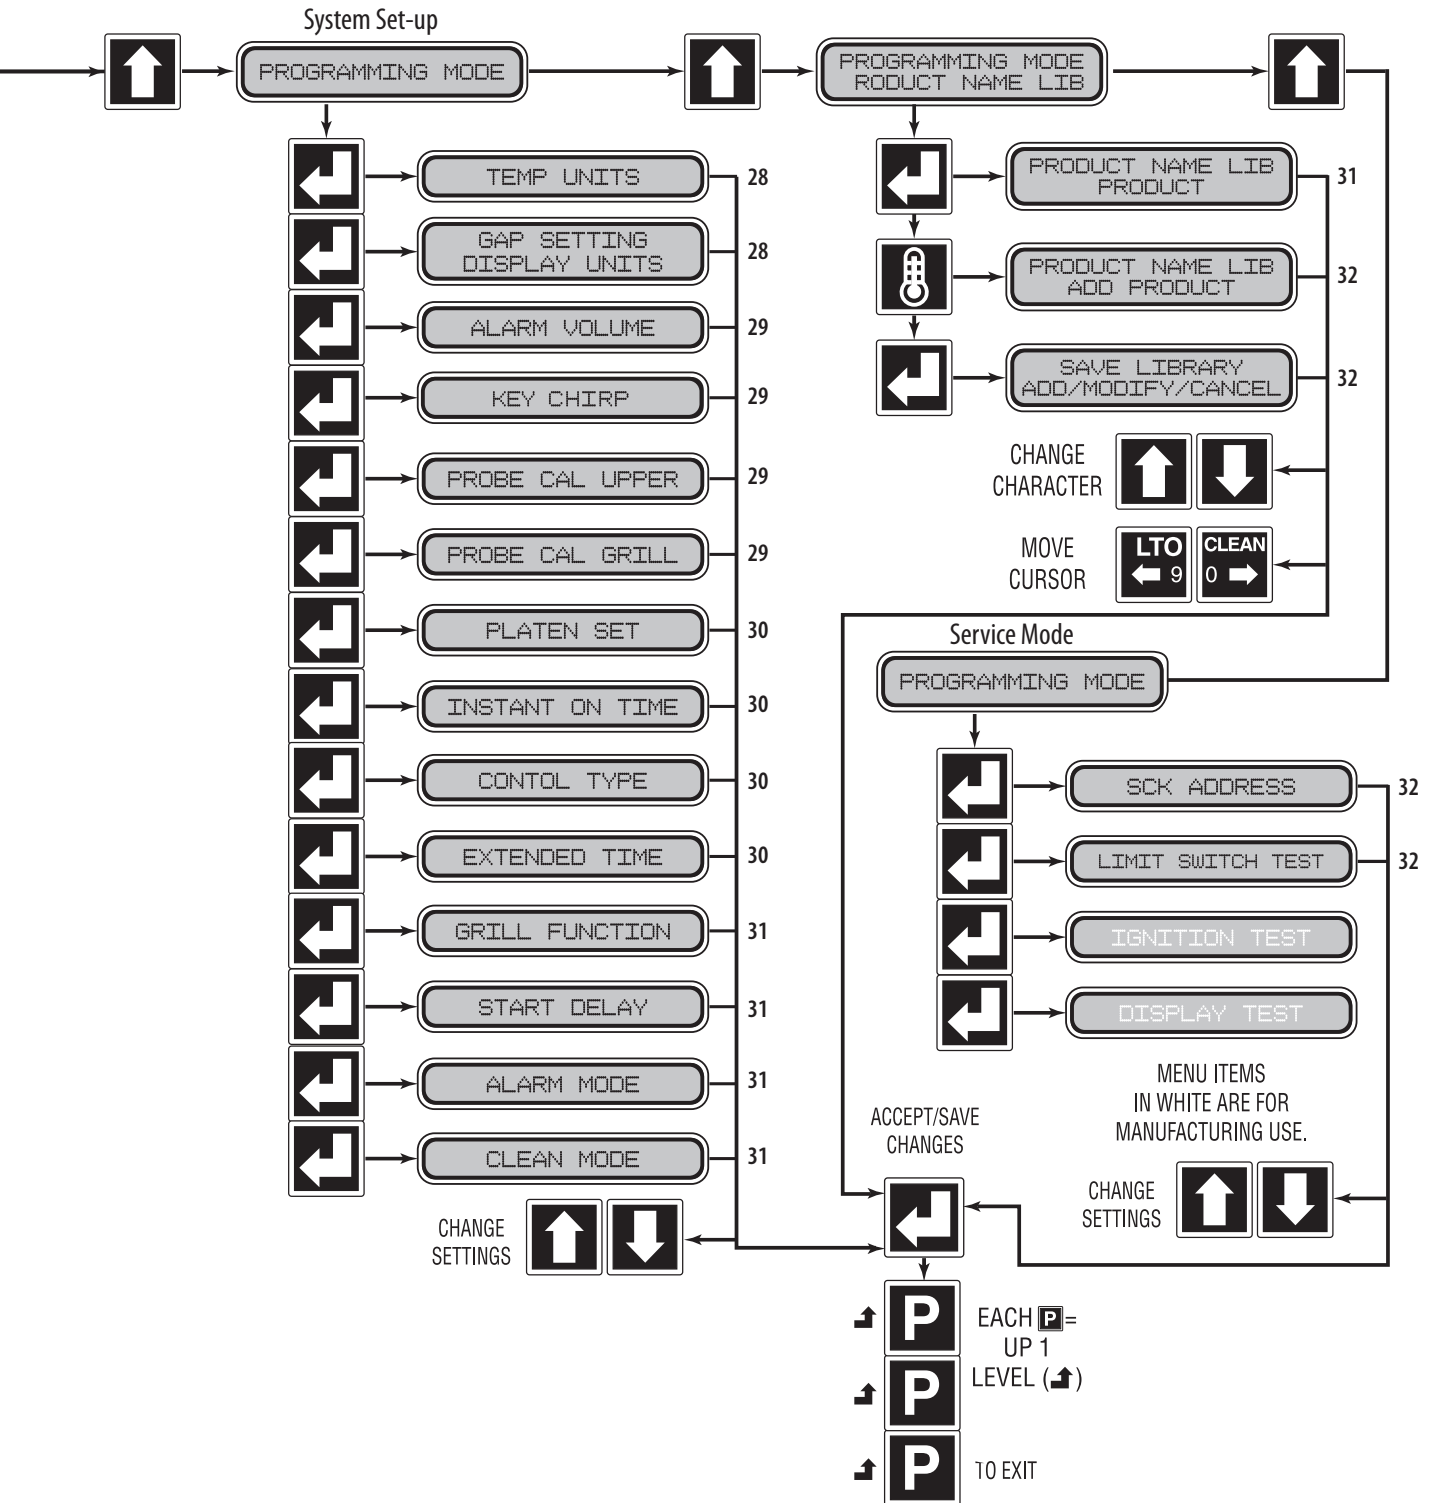 System Set-up
PROGRAMMING MODE
PROGRAMMING MODE
RODUCT NAME LIB
TEMP UNITS
28
GAP SETTING
DISPLAY UNITS
28
ALARM VOLUME
29
KEY CHIRP
29
PROBE CAL UPPER
29
PROBE CAL GRILL
29
PLATEN SET
30
INSTANT ON TIME
30
CONTOL TYPE
30
EXTENDED TIME
30
GRILL FUNCTION
31
START DELAY
31
ALARM MODE
31
CLEAN MODE
31
CHANGE
SETTINGS
PRODUCT NAME LIB
PRODUCT
31
PRODUCT NAME LIB
ADD PRODUCT
32
SAVE LIBRARY
ADD/MODIFY/CANCEL
32
CHANGE
CHARACTER
MOVE
CURSOR
LTO
9
CLEAN
0
Service Mode
PROGRAMMING MODE
SCK ADDRESS
32
LIMIT SWITCH TEST
32
IGNITION TEST
DISPLAY TEST
MENU ITEMS
IN WHITE ARE FOR
MANUFACTURING USE.
CHANGE
SETTINGS
ACCEPT/SAVE
CHANGES
P
EACH P =
UP 1
LEVEL ( )
P
P
TO EXIT